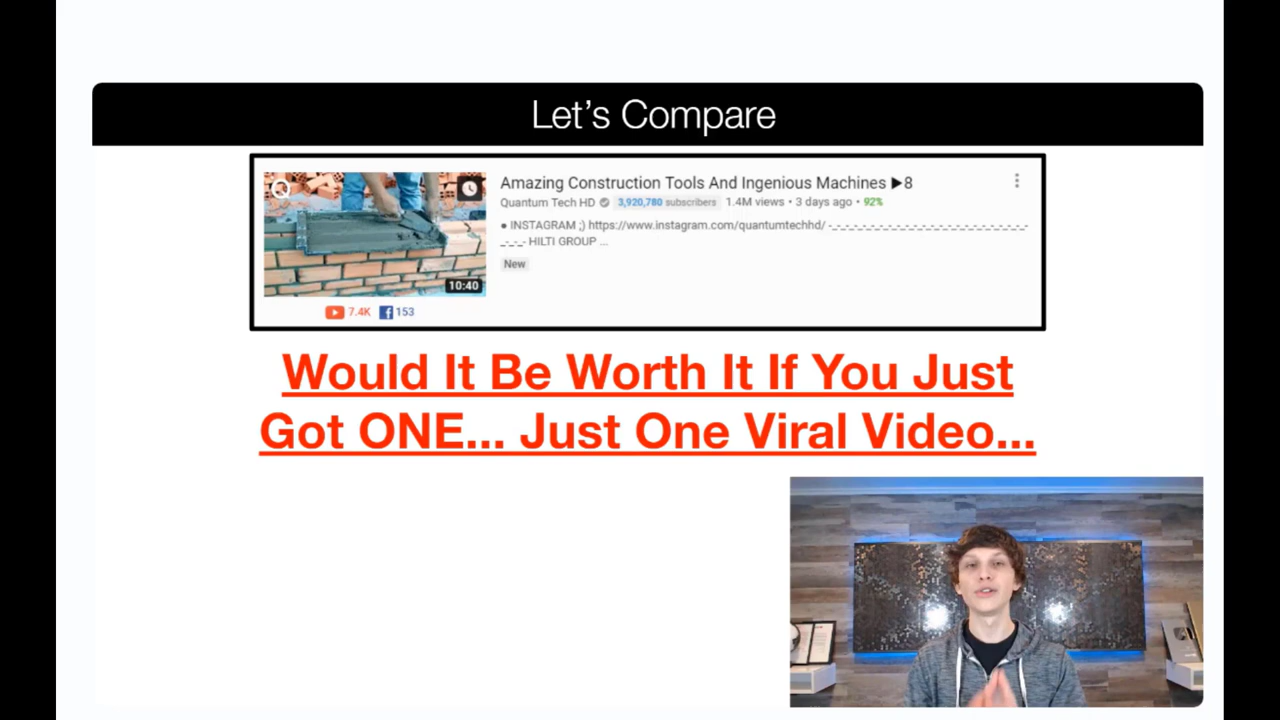 Let's Compare
Amazing Construction Tools And Ingenious Machines ▶8
Quantum Tech HD 3,920,780 subscribers 1.4M views • 3 days ago • 92%
● INSTAGRAM ;) https://www.instagram.com/quantumtechhd/ -_-_-_-_-_-_-_-_-_-_-_-_-_-_-_-_-_-_-
_-_-_- HILTI GROUP ...
10:40
New
7.4K 153
Would It Be Worth It If You Just
Got ONE... Just One Viral Video...